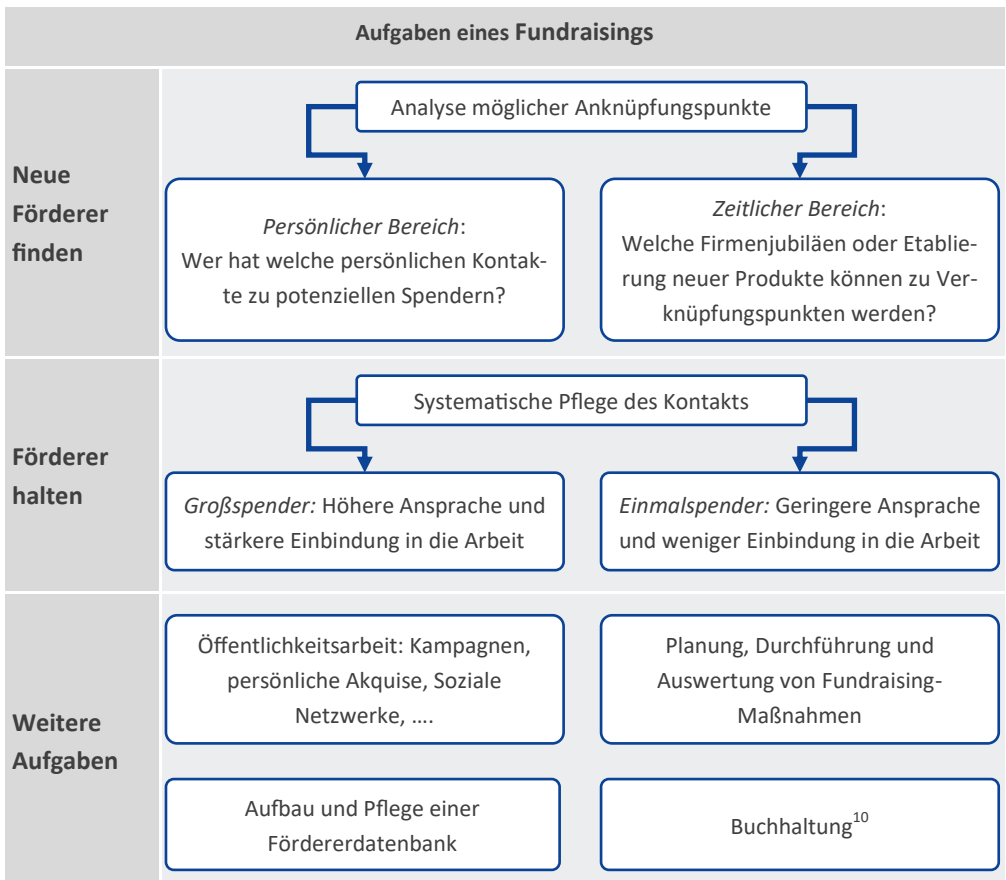 Aufgaben eines Fundraisings
Neue
Förderer
finden
Analyse möglicher Anknüpfungspunkte
Persönlicher Bereich:
Wer hat welche persönlichen Kontak-
te zu potenziellen Spendern?
Zeitlicher Bereich:
Welche Firmenjubiläen oder Etablie-
rung neuer Produkte können zu Ver-
knüpfungspunkten werden?
Förderer
halten
Systematische Pflege des Kontakts
Großspender: Höhere Ansprache und
stärkere Einbindung in die Arbeit
Einmalspender: Geringere Ansprache
und weniger Einbindung in die Arbeit
Weitere
Aufgaben
Öffentlichkeitsarbeit: Kampagnen,
persönliche Akquise, Soziale
Netzwerke, ….
Planung, Durchführung und
Auswertung von Fundraising-
Maßnahmen
Aufbau und Pflege einer
Fördererdatenbank
Buchhaltung¹⁰